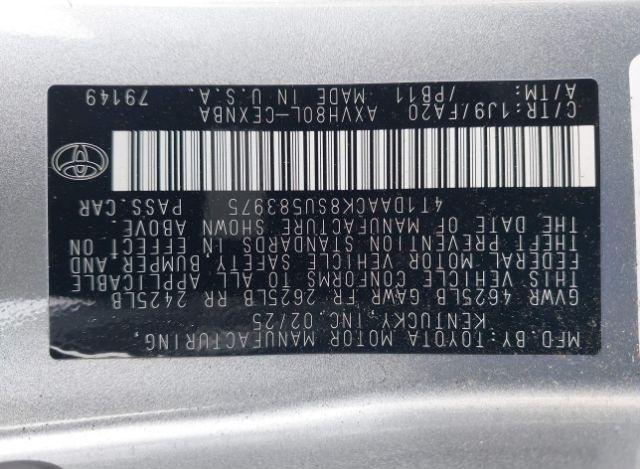 MFD. BY: TOYOTA MOTOR MANUFACTURING,
KENTUCKY, INC. 02/25
GVWR 4625LB GAWR FR 2625LB RR 2425LB
THIS VEHICLE CONFORMS TO ALL APPLICABLE
FEDERAL MOTOR VEHICLE SAFETY, BUMPER, AND
THEFT PREVENTION STANDARDS IN EFFECT ON
THE DATE OF MANUFACTURE SHOWN ABOVE.
4T1DAACK8SU583975 PASS.CAR
C/TR:1J9/FA20 AXVH80L-CEXNBA 79149
A/TM: /PB11 MADE IN U.S.A.